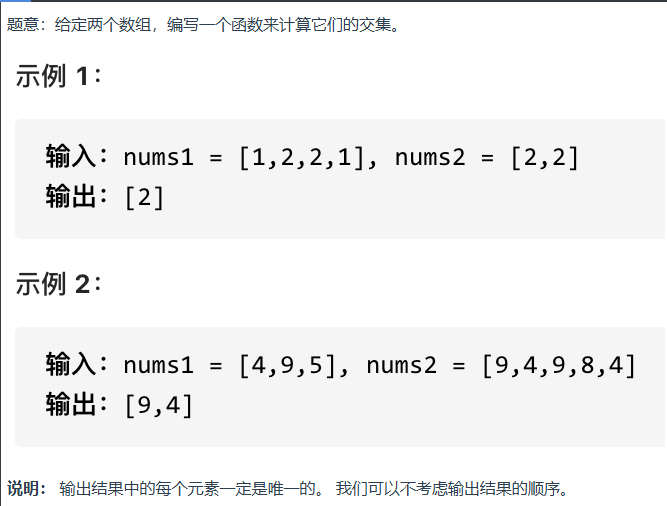 题意：给定两个数组，编写一个函数来计算它们的交集。
示例 1：
输入：nums1 = [1,2,2,1], nums2 = [2,2]
输出：[2]
示例 2：
输入：nums1 = [4,9,5], nums2 = [9,4,9,8,4]
输出：[9,4]
说明： 输出结果中的每个元素一定是唯一的。 我们可以不考虑输出结果的顺序。